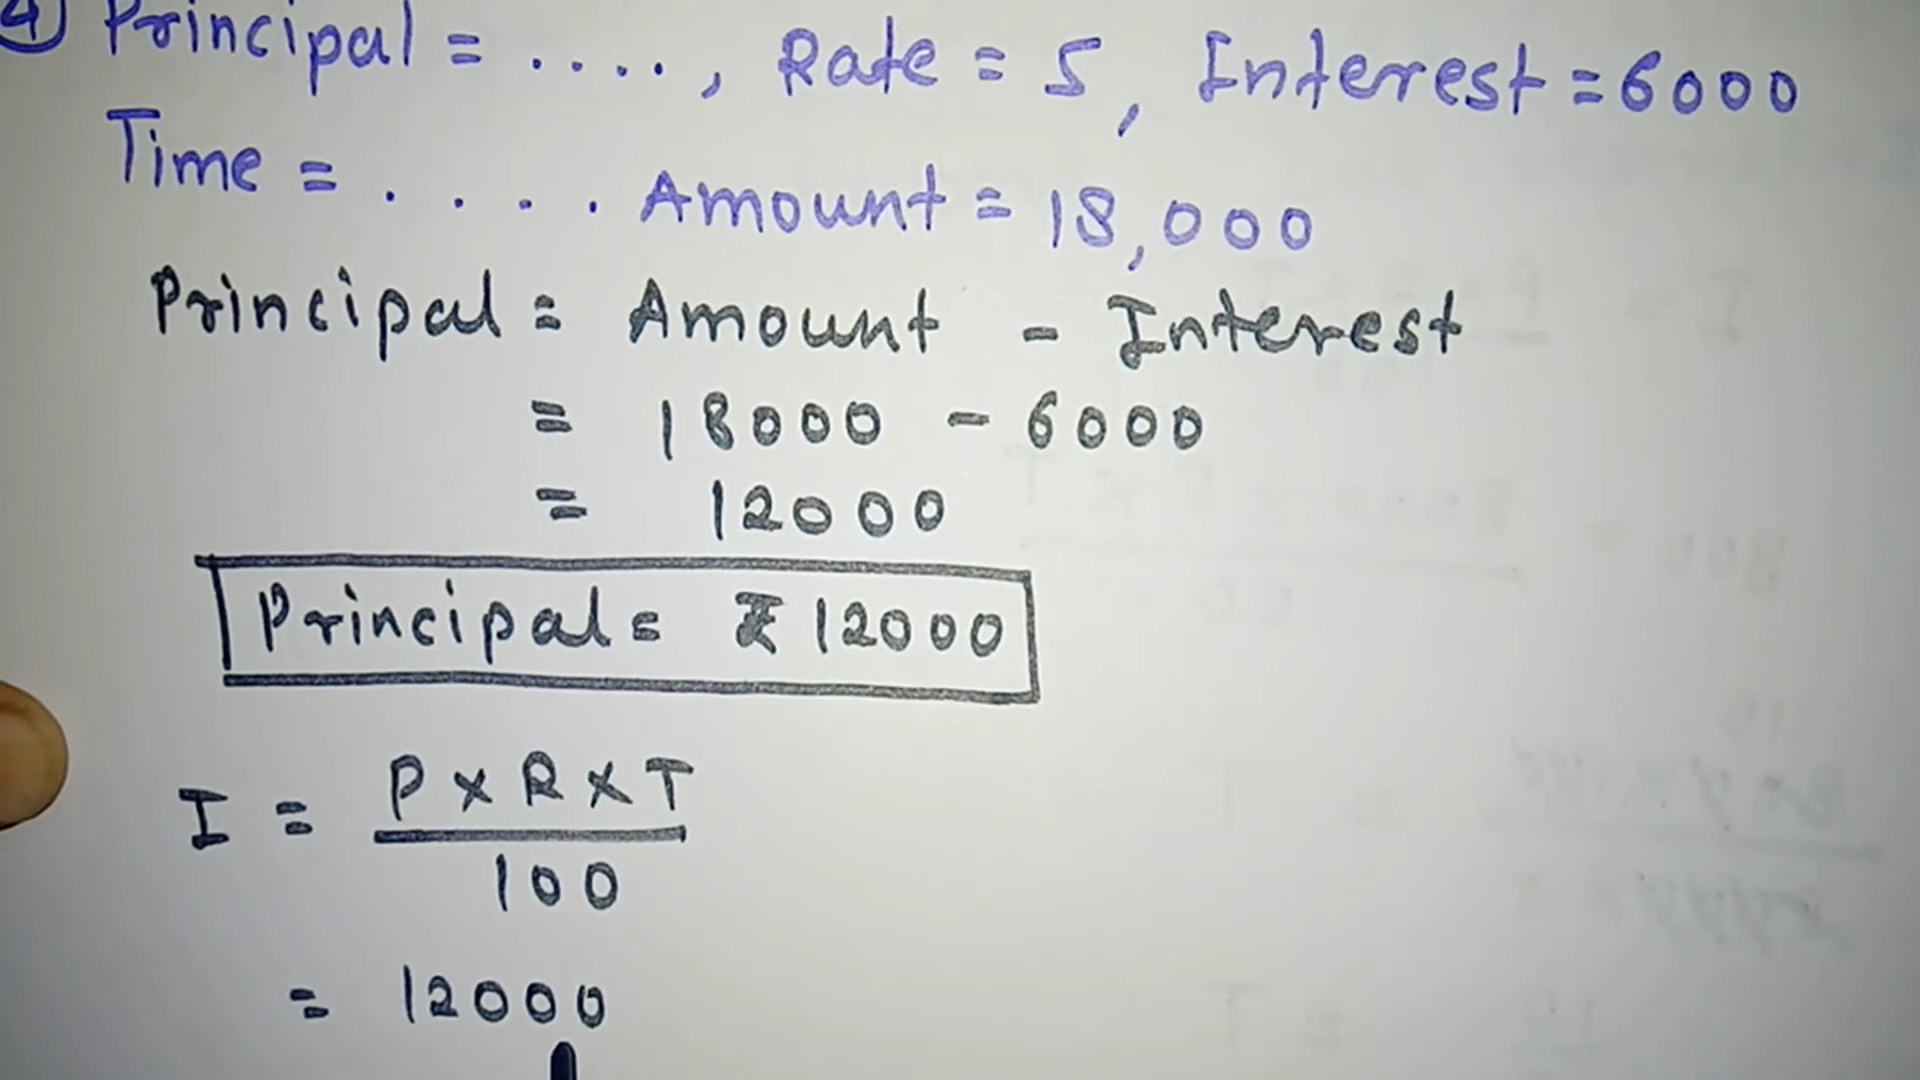 ④ Principal = ...., Rate = 5, Interest = 6000
Time = .... Amount = 18,000
Principal = Amount - Interest
= 18000 - 6000
= 12000
Principal = ₹ 12000
I = P × R × T
100
= 12000